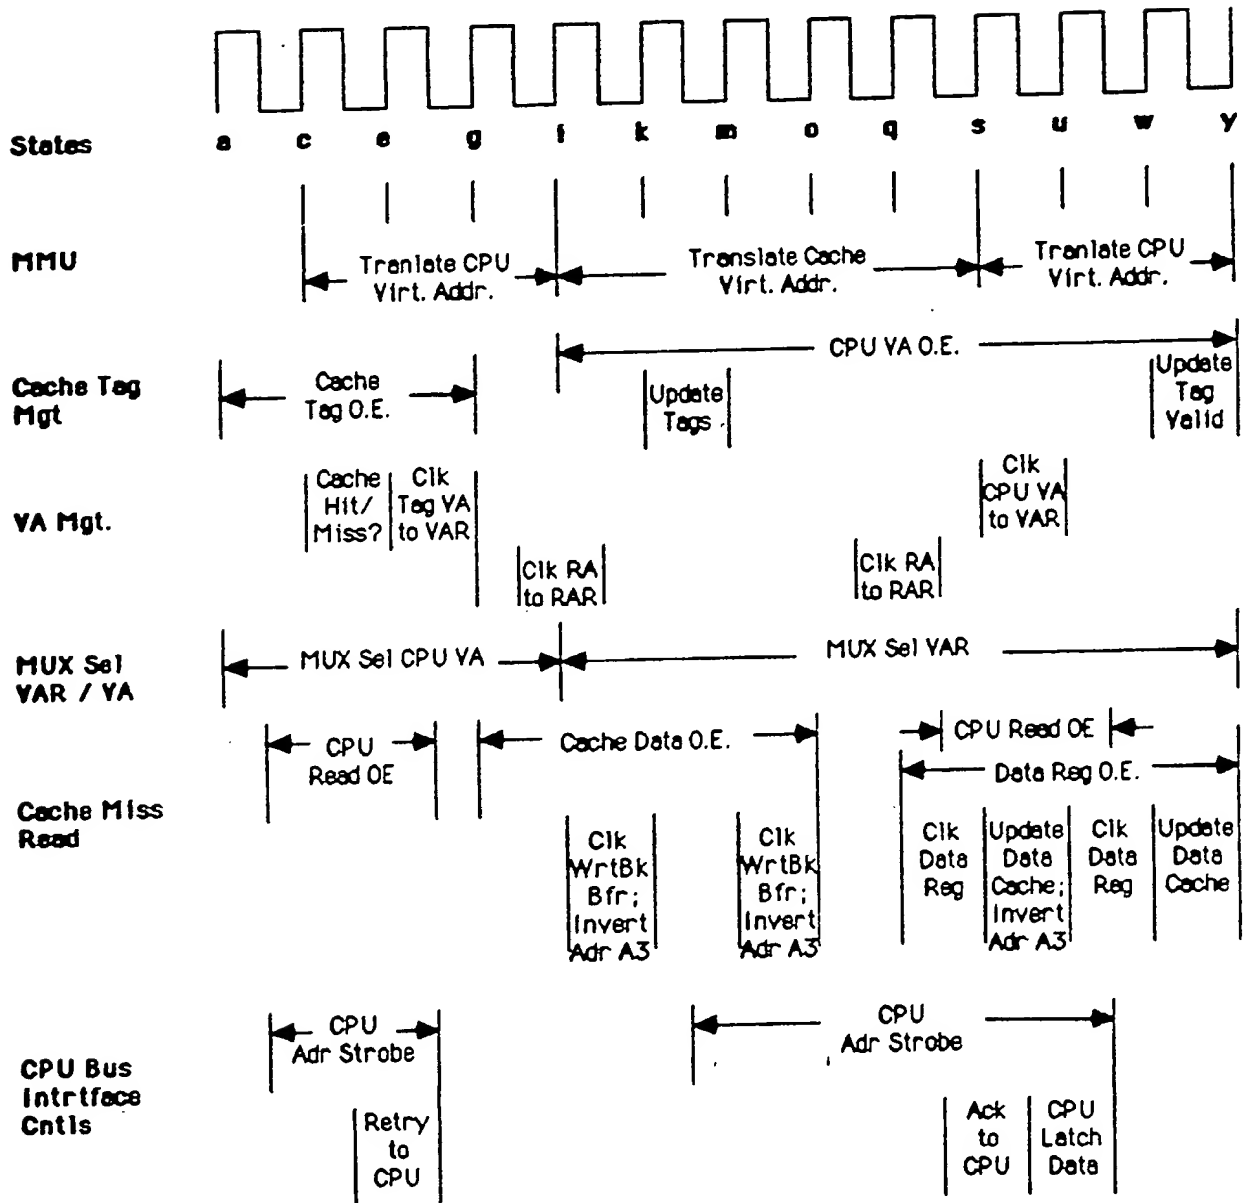 States a c e g i k m o q s u w y
MMU
Tranlate CPU
Virt. Addr.
Translate Cache
Virt. Addr.
Tranlate CPU
Virt. Addr.
CPU VA O.E.
Cache Tag
Mgt
Cache
Tag O.E.
Update
Tags
Update
Tag
Valid
VA Mgt.
Cache
Hit/
Miss?
Clk
Tag VA
to VAR
Clk
CPU VA
to VAR
Clk RA
to RAR
Clk RA
to RAR
MUX Sel
VAR / VA
MUX Sel CPU VA
MUX Sel VAR
Cache Miss
Read
CPU
Read OE
Cache Data O.E.
CPU Read OE
Data Reg O.E.
Clk
WrtBk
Bfr;
Invert
Adr A3
Clk
WrtBk
Bfr;
Invert
Adr A3
Clk
Data
Reg
Update
Data
Cache;
Invert
Adr A3
Clk
Data
Reg
Update
Data
Cache
CPU Bus
Intrtface
Cntls
CPU
Adr Strobe
CPU
Adr Strobe
Retry
to
CPU
Ack
to
CPU
CPU
Latch
Data